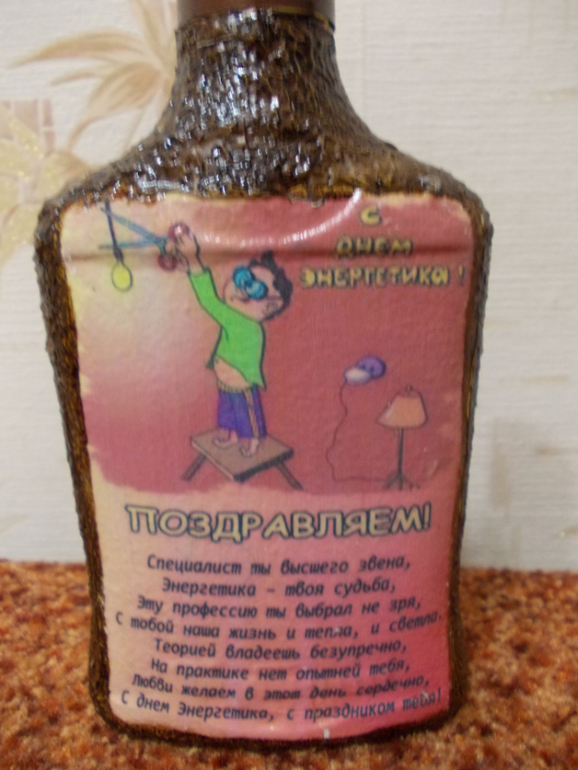 С
ДНЕМ
ЭНЕРГЕТИКА !
ПОЗДРАВЛЯЕМ!
Специалист ты высшего звена,
Энергетика – твоя судьба,
Эту профессию ты выбрал не зря,
С тобой наша жизнь и тепла, и светла.
Теорией владеешь безупречно,
На практике нет опытней тебя,
Любви желаем в этот день сердечно,
С днем Энергетика, с праздником тебя!